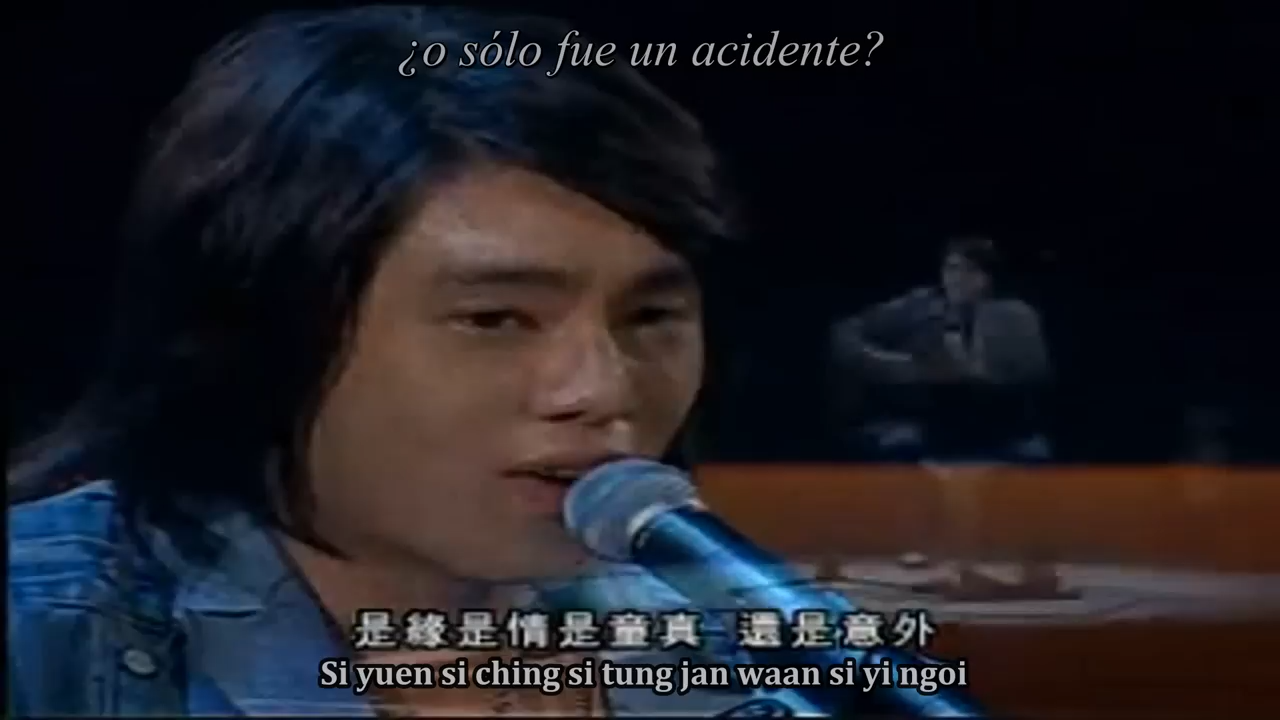 ¿o sólo fue un acidente?
是緣是情是童真 還是意外
Si yuen si ching si tung jan waan si yi ngoi